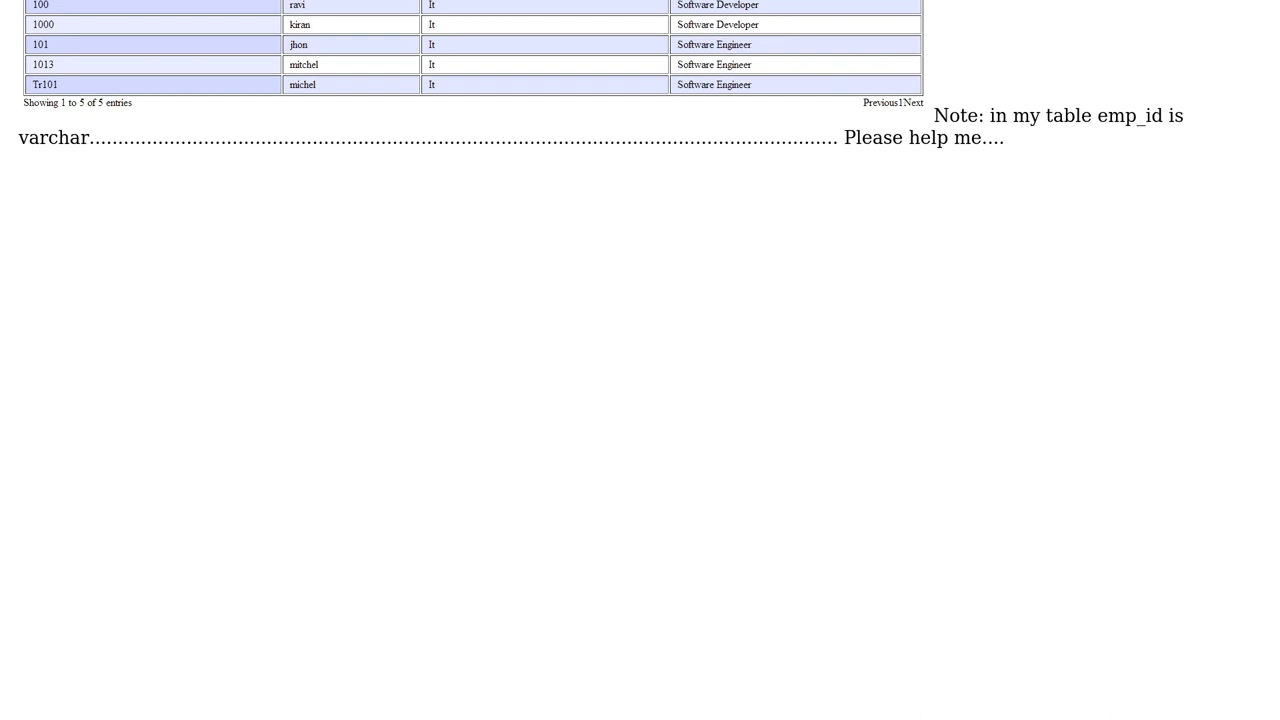 100 ravi It Software Developer
1000 kiran It Software Developer
101 jhon It Software Engineer
1013 mitchel It Software Engineer
Tr101 michel It Software Engineer
Showing 1 to 5 of 5 entries Previous1Next
Note: in my table emp_id is
varchar................................................................................................................................... Please help me....